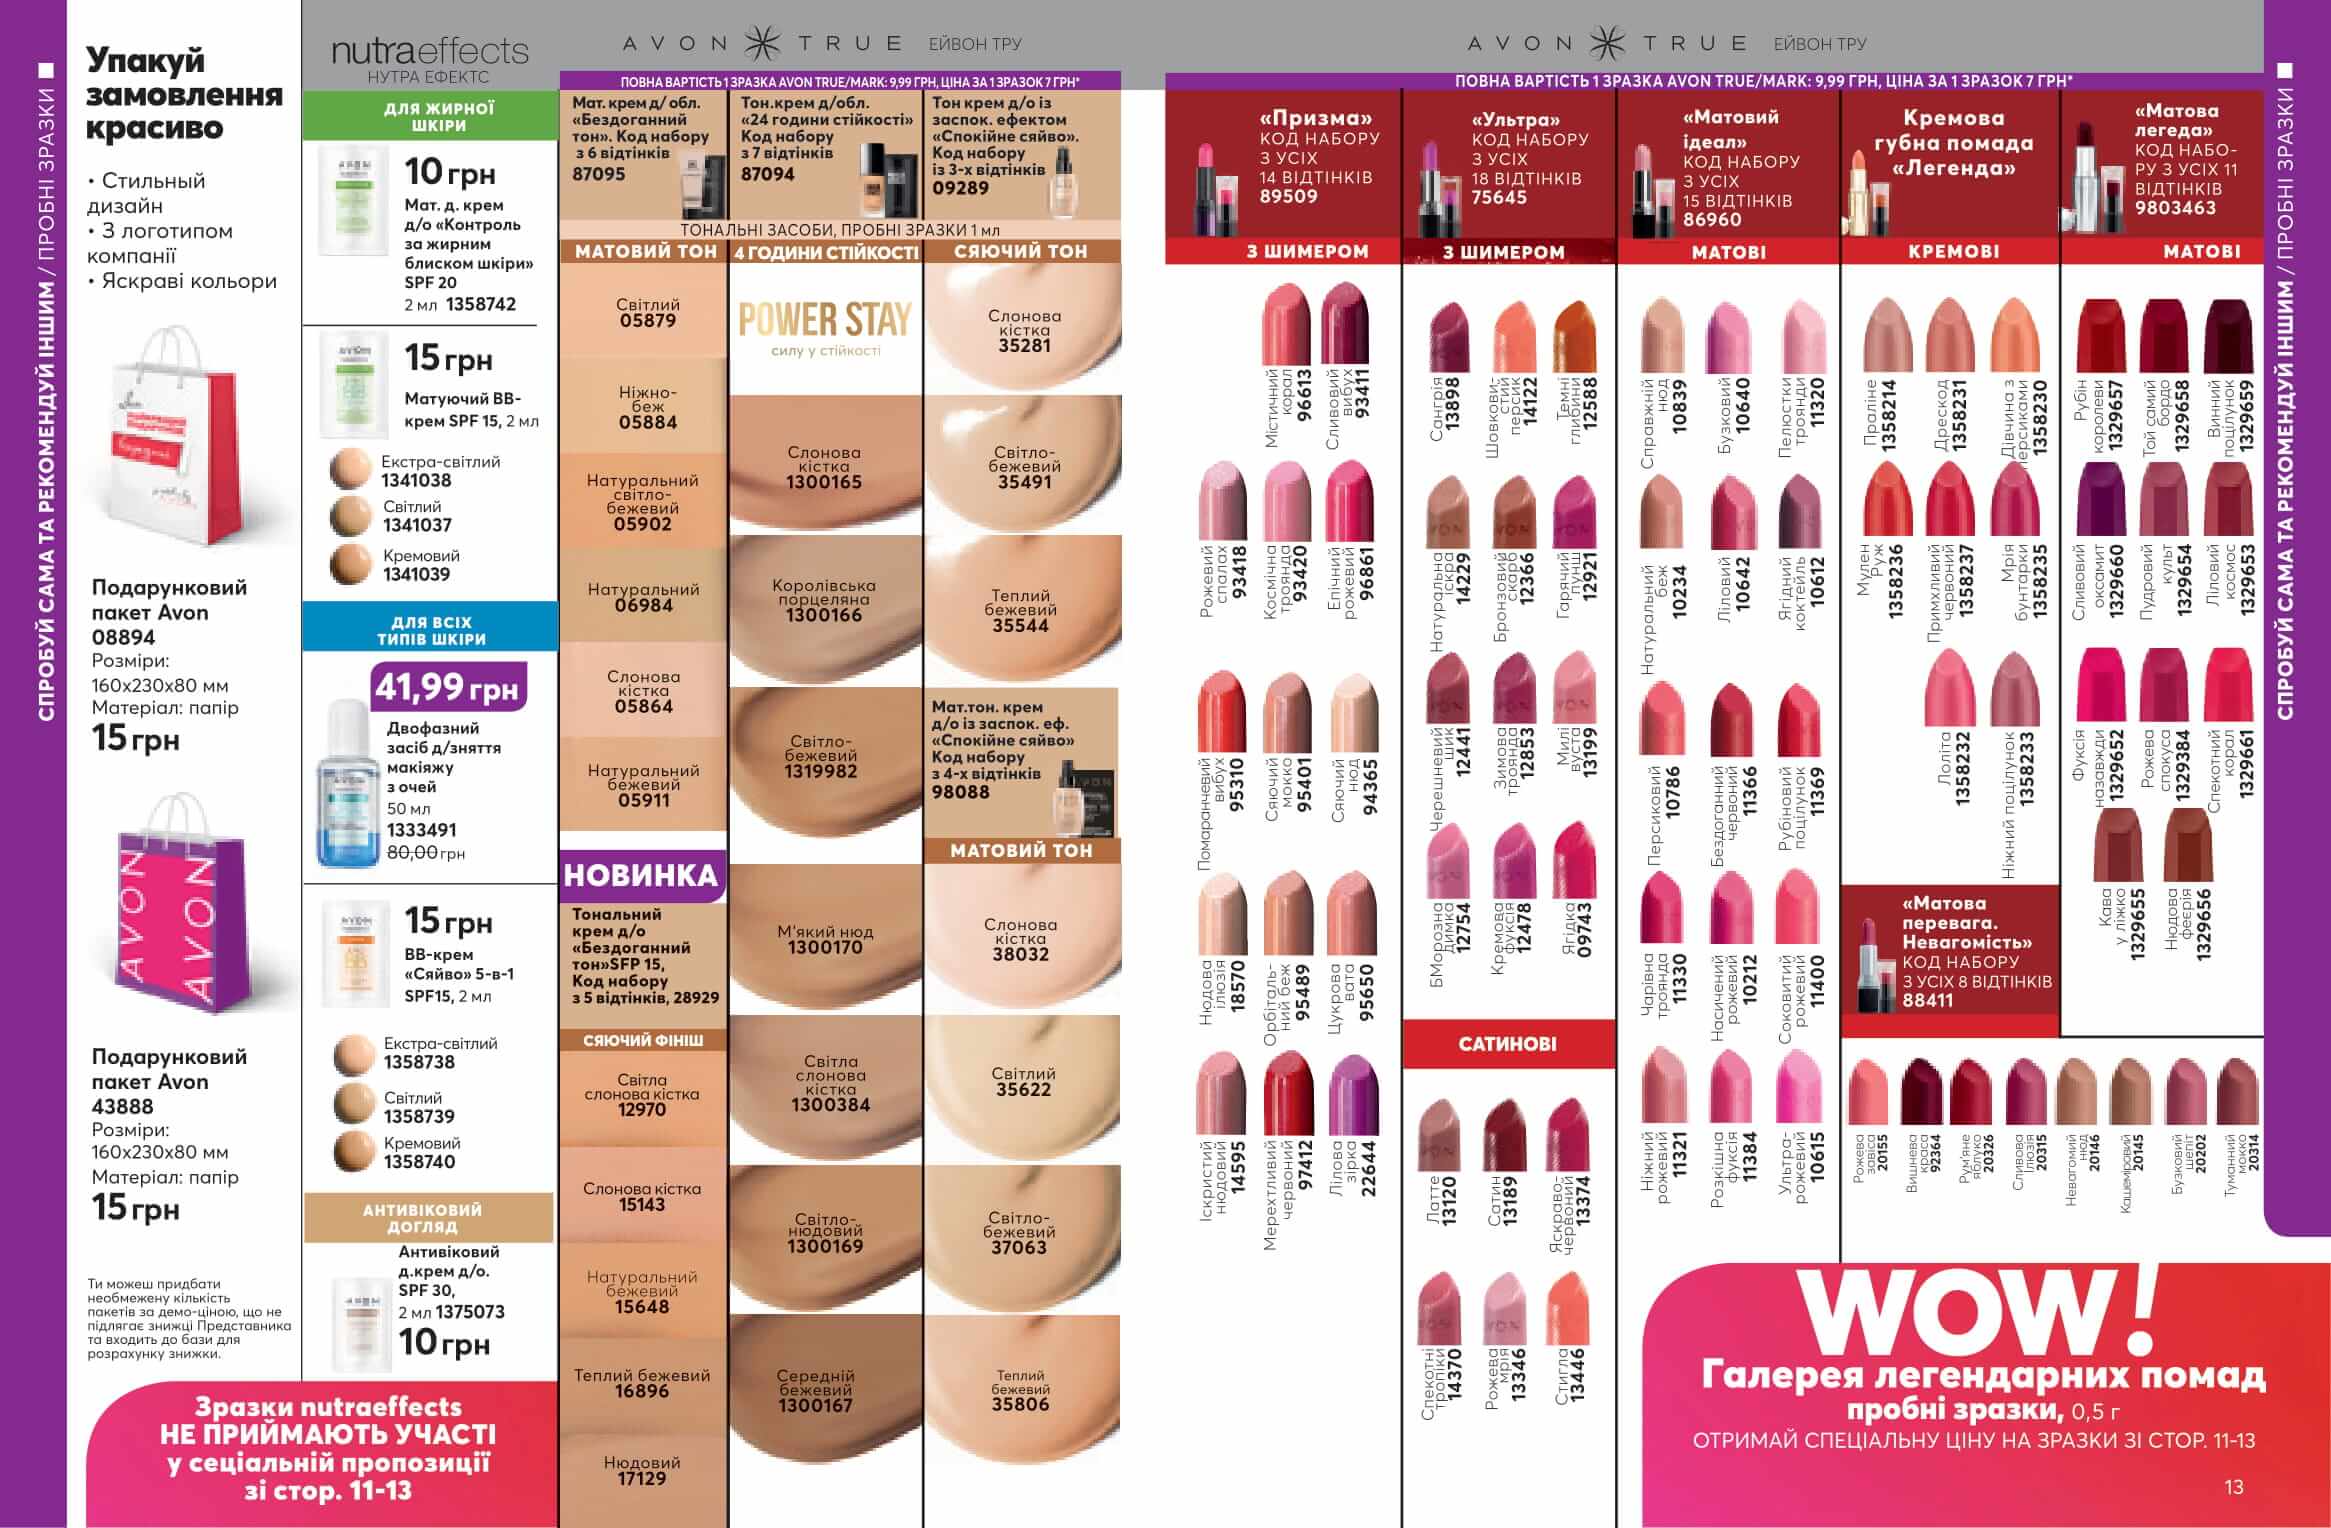 СПРОБУЙ САМА ТА РЕКОМЕНДУЙ ІНШИМ / ПРОБНІ ЗРАЗКИ
Упакуй
замовлення
красиво
• Стильный
дизайн
• З логотипом
компанії
• Яскраві кольори
Подарунковий
пакет Avon
08894
Розміри:
160х230х80 мм
Матеріал: папір
15 грн
AVON
AVON
Подарунковий
пакет Avon
43888
Розміри:
160х230х80 мм
Матеріал: папір
15 грн
Ти можеш придбати
необмежену кількість
пакетів за демо-ціною, що не
підлягає знижці Представника
та входить до бази для
розрахунку знижки.
nutraeffects
НУТРА ЕФЕКТС
ДЛЯ ЖИРНОЇ
ШКІРИ
10 грн
Мат. д. крем
д/о «Контроль
за жирним
блиском шкіри»
SPF 20
2 мл 1358742
15 грн
Матуючий ВВ-
крем SPF 15, 2 мл
Екстра-світлий
1341038
Світлий
1341037
Кремовий
1341039
ДЛЯ ВСІХ
ТИПІВ ШКІРИ
41,99 грн
Двофазний
засіб д/зняття
макіяжу
з очей
50 мл
1333491
80,00 грн
15 грн
ВВ-крем
«Сяйво» 5-в-1
SPF15, 2 мл
Екстра-світлий
1358738
Світлий
1358739
Кремовий
1358740
АНТИВІКОВИЙ
ДОГЛЯД
Антивіковий
д.крем д/о.
SPF 30,
2 мл 1375073
10 грн
Зразки nutraeffects
НЕ ПРИЙМАЮТЬ УЧАСТІ
у сеціальній пропозиції
зі стор. 11-13
AVON TRUE ЕЙВОН ТРУ
ПОВНА ВАРТІСТЬ 1 ЗРАЗКА AVON TRUE/MARK: 9,99 ГРН, ЦІНА ЗА 1 ЗРАЗОК 7 ГРН*
Мат. крем д/ обл.
«Бездоганний
тон». Код набору
з 6 відтінків
87095
Тон.крем д/обл.
«24 години стійкості»
Код набору
з 7 відтінків
87094
Тон крем д/о із
заспок. ефектом
«Спокійне сяйво».
Код набору
із 3-х відтінків
09289
ТОНАЛЬНІ ЗАСОБИ, ПРОБНІ ЗРАЗКИ 1 мл
МАТОВИЙ ТОН
Світлий
05879
Ніжно-
беж
05884
Натуральний
світло-
бежевий
05902
Натуральний
06984
Слонова
кістка
05864
Натуральний
бежевий
05911
НОВИНКА
Тональний
крем д/о
«Бездоганний
тон»SFP 15,
Код набору
з 5 відтінків, 28929
СЯЮЧИЙ ФІНІШ
Світла
слонова кістка
12970
Слонова кістка
15143
Натуральний
бежевий
15648
Теплий бежевий
16896
Нюдовий
17129
4 ГОДИНИ СТІЙКОСТІ
POWER STAY
силу у стійкості
Слонова
кістка
1300165
Королівська
порцеляна
1300166
Світло-
бежевий
1319982
М'який нюд
1300170
Світла
слонова
кістка
1300384
Світло-
нюдовий
1300169
Середній
бежевий
1300167
СЯЮЧИЙ ТОН
Слонова
кістка
35281
Світло-
бежевий
35491
Теплий
бежевий
35544
Мат.тон. крем
д/о із заспок. еф.
«Спокійне сяйво»
Код набору
з 4-х відтінків
98088
МАТОВИЙ ТОН
Слонова
кістка
38032
Світлий
35622
Світло-
бежевий
37063
Теплий
бежевий
35806
AVON TRUE ЕЙВОН ТРУ
ПОВНА ВАРТІСТЬ 1 ЗРАЗКА AVON TRUE/MARK: 9,99 ГРН, ЦІНА ЗА 1 ЗРАЗОК 7 ГРН*
«Призма»
КОД НАБОРУ
З УСІХ
14 ВІДТІНКІВ
89509
З ШИМЕРОМ
Містичний
корал
96613
Сливовий
вибух
93411
Рожевий
спалах
93418
Космічна
троянда
93420
Епічний
рожевий
96861
Помаранчевий
вибух
95310
Сяючий
мокко
95401
Сяючий
нюд
94365
Нюдова
ілюзія
18570
Орбіталь-
ний беж
95489
Цукрова
вата
95650
Іскристий
нюдовий
14595
Мерехтливий
червоний
97412
Лілова
зірка
22644
«Ультра»
КОД НАБОРУ
З УСІХ
18 ВІДТІНКІВ
75645
З ШИМЕРОМ
Сангрія
13898
Шовкови-
стий
персик
14122
Темні
глибини
12588
Натуральна
іскра
14229
Бронзовий
скарб
12366
Гарячий
пунш
12921
Черешневий
шик
12441
Зимова
троянда
12853
Милі
вуста
13199
БМорозна
димка
12754
Кремова
фуксія
12478
Ягідка
09743
САТИНОВІ
Латте
13120
Сатин
13189
Яскраво-
червоний
13374
Спекотні
тропіки
14370
Рожева
мрія
13346
Стигла
13446
«Матовий
ідеал»
КОД НАБОРУ
З УСІХ
15 ВІДТІНКІВ
86960
МАТОВІ
Справжній
нюд
10839
Бузковий
10640
Пелюстки
троянди
11320
Натуральний
беж
10234
Ліловий
10642
Ягідний
коктейль
10612
Персиковий
10786
Бездоганний
червоний
11366
Рубіновий
поцілунок
11369
Чарівна
троянда
11330
Насичений
рожевий
10212
Соковитий
рожевий
11400
Ніжний
рожевий
11321
Розкішна
фуксія
11384
Ультра-
рожевий
10615
Кремова
губна помада
«Легенда»
КРЕМОВІ
Праліне
1358214
Дрескод
1358231
Дівчина з
персиками
1358230
Мулен
Руж
1358236
Примхливий
червоний
1358237
Мрія
бунтарки
1358235
Лоліта
1358232
Ніжний поцілунок
1358233
«Матова
перевага.
Невагомість»
КОД НАБОРУ
З УСІХ 8 ВІДТІНКІВ
88411
Рожева
завіса
20155
Вишнева
краса
92364
Рум'яне
яблуко
20326
Сливова
Ілюзія
20315
Невагомий
нюд
20146
Кашеміравий
20145
Бузковий
шепіт
20202
Туманний
мокко
20314
«Матова
легеда»
КОД НАБО-
РУ З УСІХ 11
ВІДТІНКІВ
9803463
МАТОВІ
Рубін
королеви
1329657
Той самий
бордо
1329658
Винний
поцілунок
1329659
Сливовий
оксамит
1329660
Пудровий
культ
1329654
Ліловий
космос
1329653
Фуксія
назавжди
1329652
Рожева
спокуса
1329384
Спекотний
корал
1329661
Кава
у ліжко
1329655
Нюдова
феєрія
1329656
WOW!
Галерея легендарних помад
пробні зразки, 0,5 г
ОТРИМАЙ СПЕЦІАЛЬНУ ЦІНУ НА ЗРАЗКИ ЗІ СТОР. 11-13
13
СПРОБУЙ САМА ТА РЕКОМЕНДУЙ ІНШИМ / ПРОБНІ ЗРАЗКИ